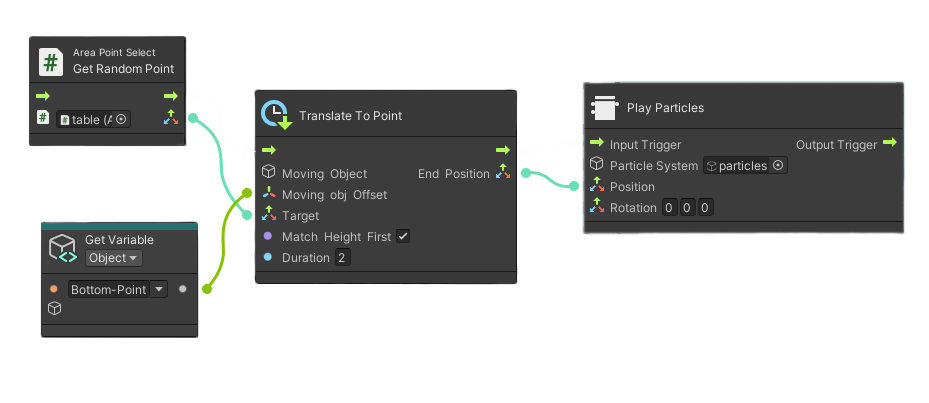 Area Point Select
Get Random Point
table (A
Get Variable
Object
Bottom-Point
Translate To Point
Moving Object End Position
Moving obj Offset
Target
Match Height First
Duration 2
Play Particles
Input Trigger Output Trigger
Particle System particles
Position
Rotation 0 0 0